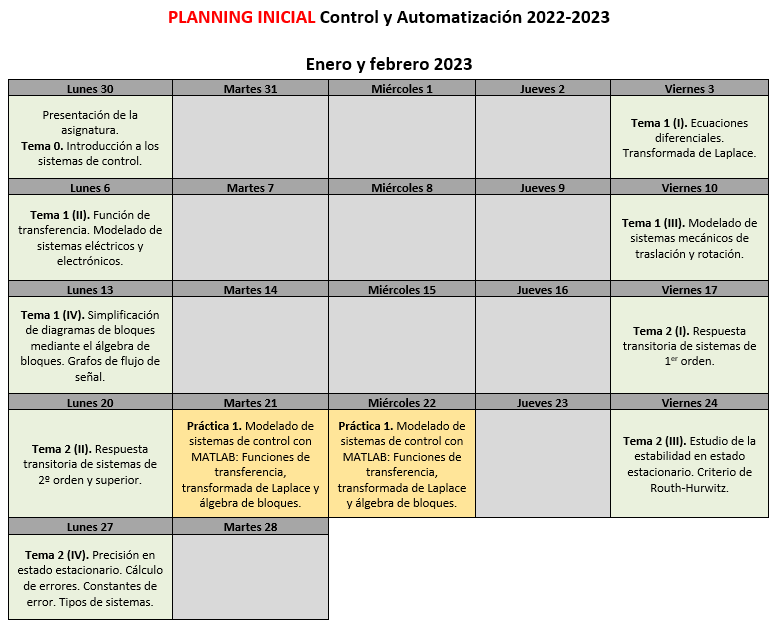 PLANNING INICIAL Control y Automatización 2022-2023
Enero y febrero 2023
Lunes 30
Martes 31
Miércoles 1
Jueves 2
Viernes 3
Presentación de la
asignatura.
Tema 0. Introducción a los
sistemas de control.
Tema 1 (I). Ecuaciones
diferenciales.
Transformada de Laplace.
Lunes 6
Martes 7
Miércoles 8
Jueves 9
Viernes 10
Tema 1 (II). Función de
transferencia. Modelado de
sistemas eléctricos y
electrónicos.
Tema 1 (III). Modelado de
sistemas mecánicos de
traslación y rotación.
Lunes 13
Martes 14
Miércoles 15
Jueves 16
Viernes 17
Tema 1 (IV). Simplificación
de diagramas de bloques
mediante el álgebra de
bloques. Grafos de flujo de
señal.
Tema 2 (I). Respuesta
transitoria de sistemas de
1er orden.
Lunes 20
Martes 21
Miércoles 22
Jueves 23
Viernes 24
Tema 2 (II). Respuesta
transitoria de sistemas de
2º orden y superior.
Práctica 1. Modelado de
sistemas de control con
MATLAB: Funciones de
transferencia,
transformada de Laplace y
álgebra de bloques.
Práctica 1. Modelado de
sistemas de control con
MATLAB: Funciones de
transferencia,
transformada de Laplace
y álgebra de bloques.
Tema 2 (III). Estudio de la
estabilidad en estado
estacionario. Criterio de
Routh-Hurwitz.
Lunes 27
Martes 28
Tema 2 (IV). Precisión en
estado estacionario. Cálculo
de errores. Constantes de
error. Tipos de sistemas.